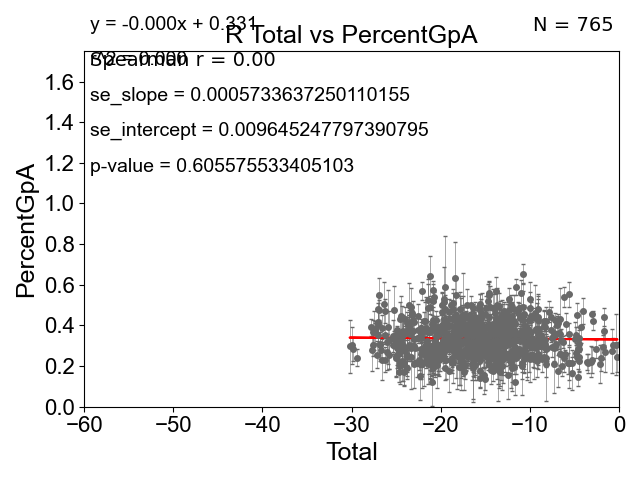 y = -0.000x + 0.331
N = 765
R Total vs PercentGpA
Spearman r = 0.00
se_slope = 0.0005733637250110155
se_intercept = 0.009645247797390795
p-value = 0.605575533405103
PercentGpA
1.6
1.4
1.2
1.0
0.8
0.6
0.4
0.2
0.0
−60
−50
−40
−30
−20
−10
0
Total